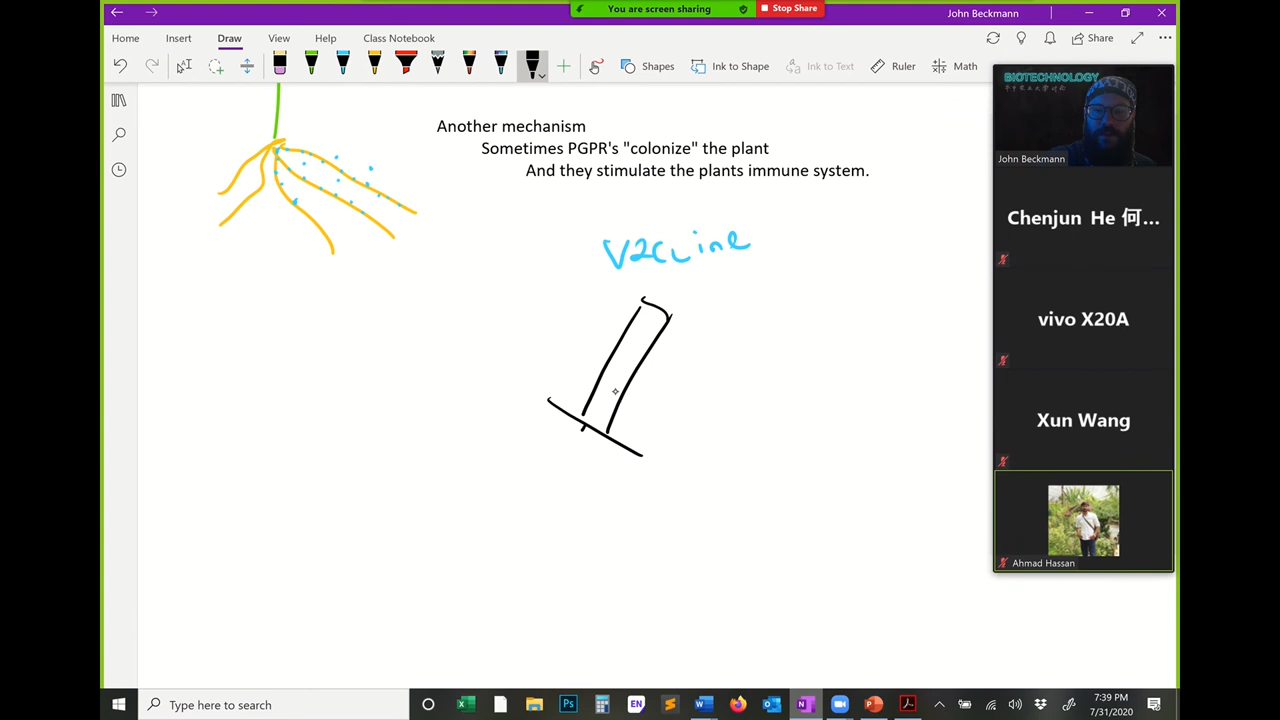 You are screen sharing
Stop Share
John Beckmann
Home Insert Draw View Help Class Notebook
Share
Shapes Ink to Shape Ink to Text Ruler Math
Another mechanism
Sometimes PGPR's "colonize" the plant
And they stimulate the plants immune system.
Vaccine
BIOTECHNOLOGY
John Beckmann
Chenjun He 何...
vivo X20A
Xun Wang
Ahmad Hassan
Type here to search
Ps
EN
7:39 PM
7/31/2020